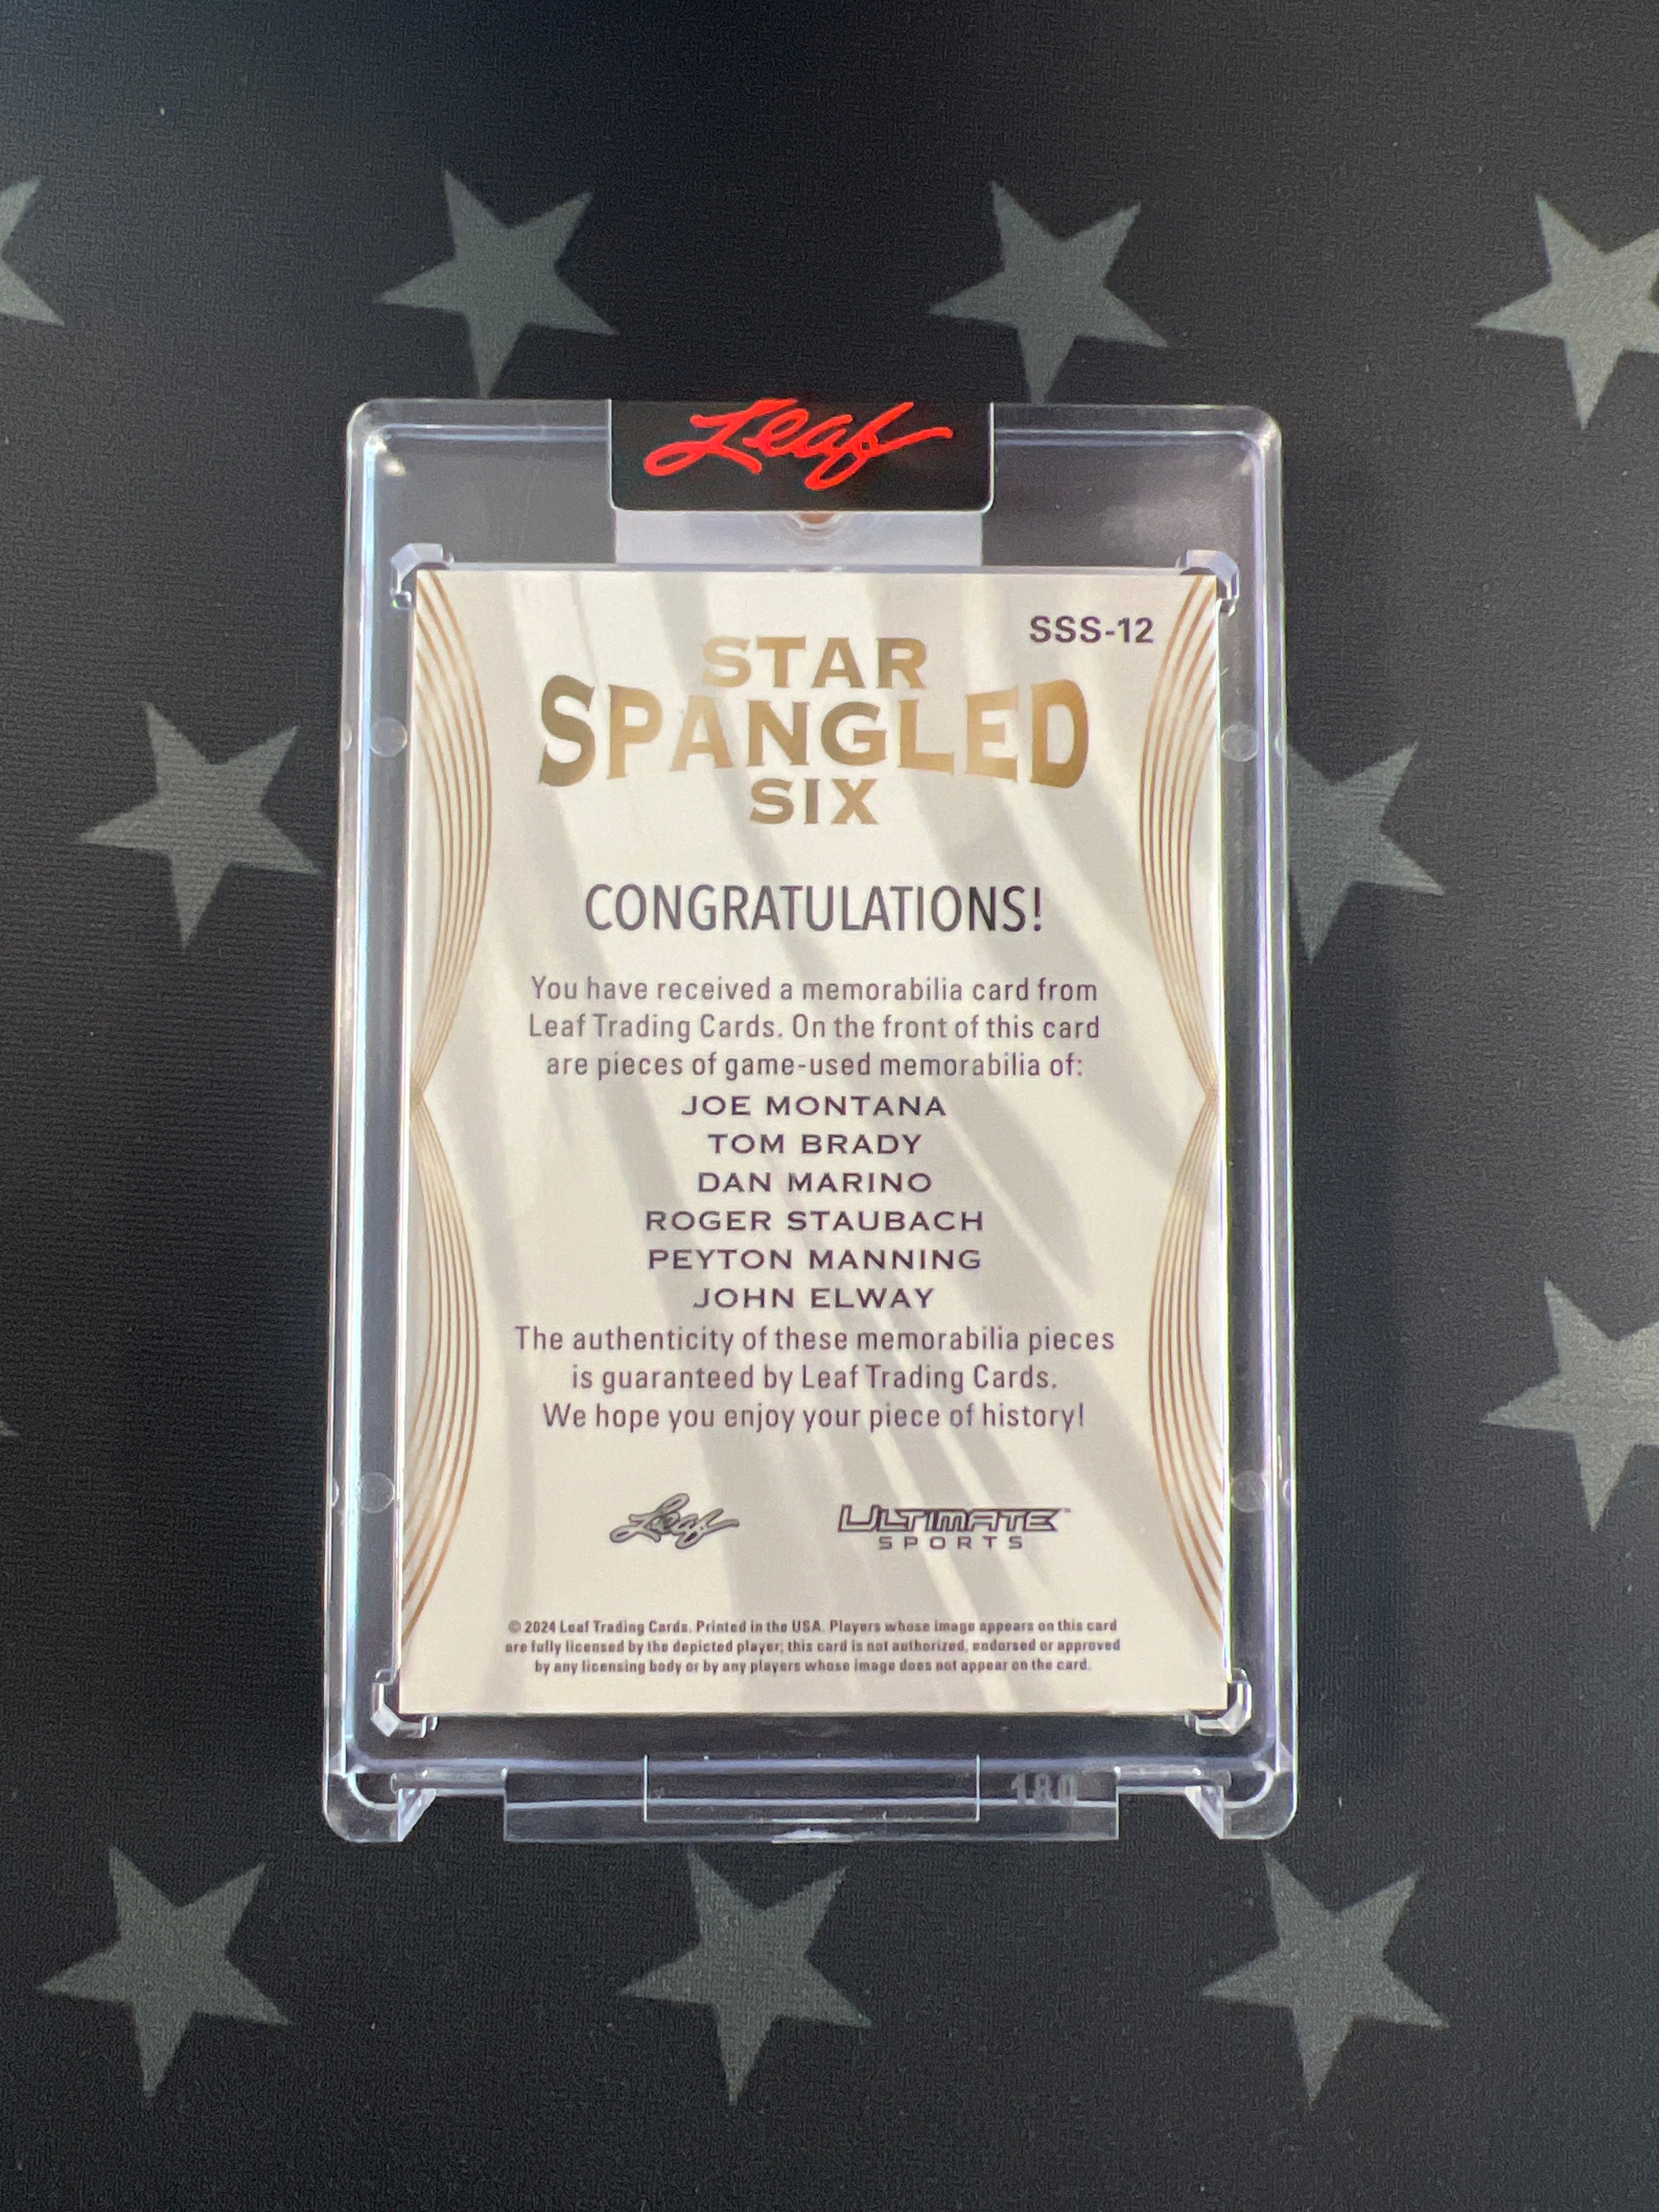 Leaf
SSS-12
STAR
SPANGLED
SIX
CONGRATULATIONS!
You have received a memorabilia card from
Leaf Trading Cards. On the front of this card
are pieces of game-used memorabilia of:
JOE MONTANA
TOM BRADY
DAN MARINO
ROGER STAUBACH
PEYTON MANNING
JOHN ELWAY
The authenticity of these memorabilia pieces
is guaranteed by Leaf Trading Cards.
We hope you enjoy your piece of history!
Leaf
ULTIMATE™
SPORTS
© 2024 Leaf Trading Cards. Printed in the USA. Players whose image appears on this card
are fully licensed by the depicted player; this card is not authorized, endorsed or approved
by any licensing body or by any players whose image does not appear on the card.
180